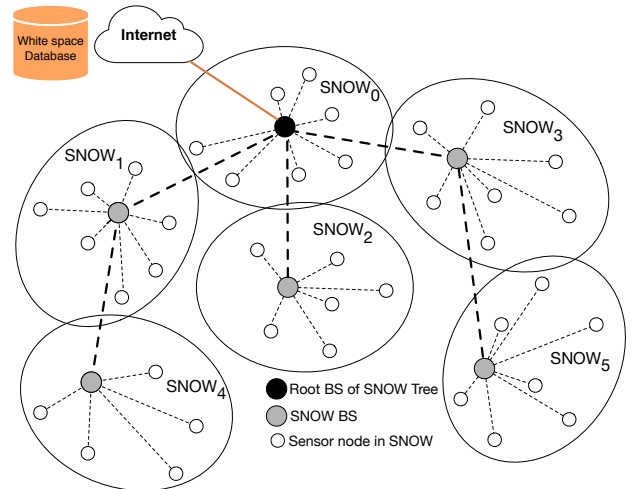 White space
Database
Internet
SNOW0
SNOW3
SNOW1
SNOW2
SNOW4
SNOW5
Root BS of SNOW Tree
SNOW BS
Sensor node in SNOW